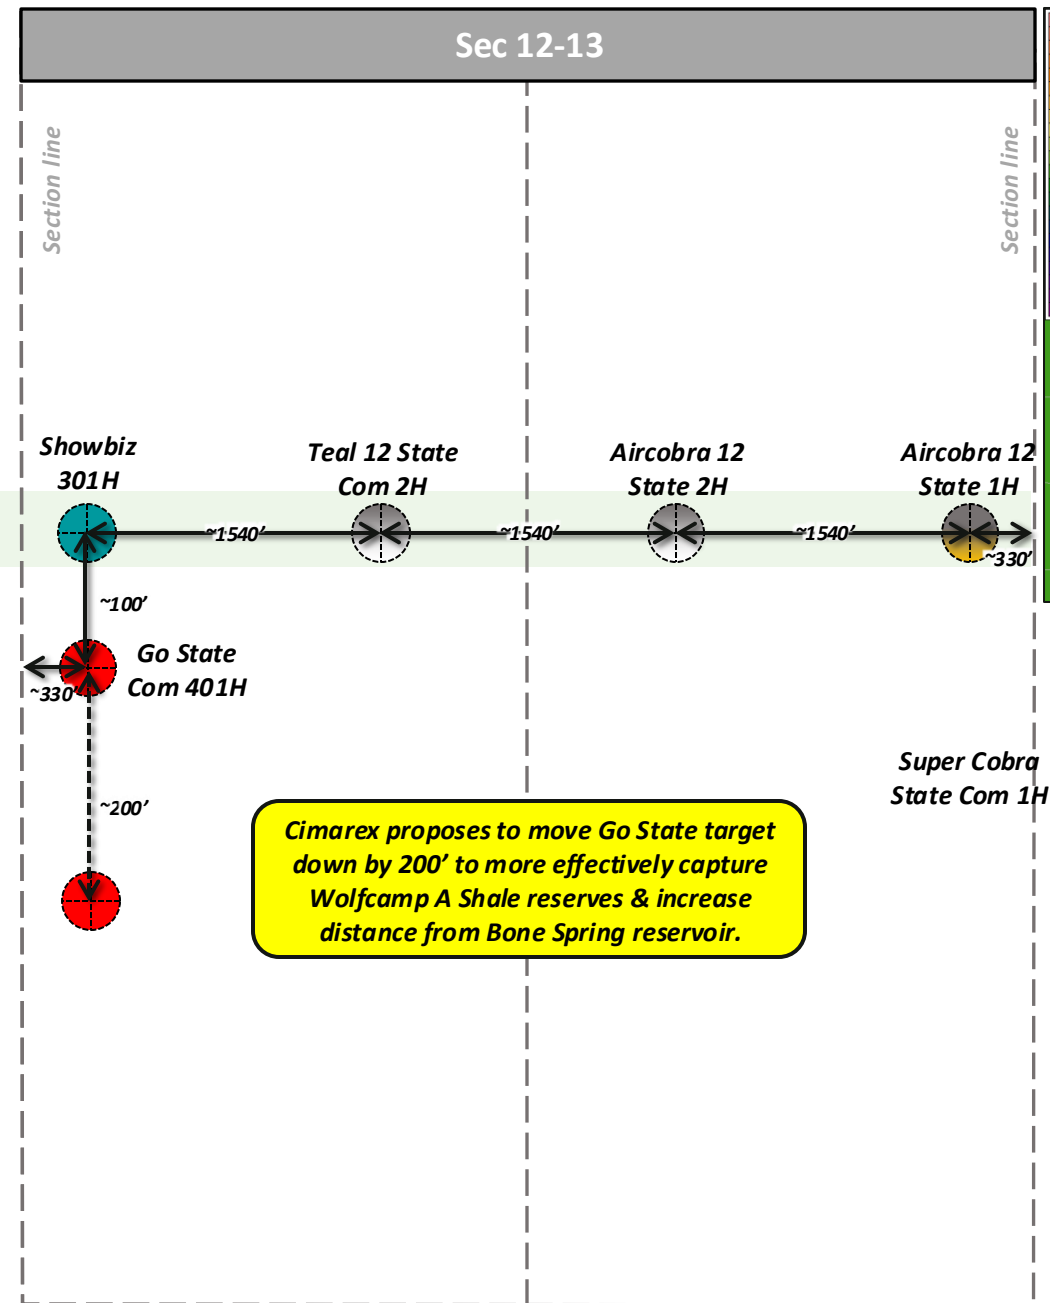 Sec 12-13
Section line
Section line
Showbiz
301H
Teal 12 State
Com 2H
Aircobra 12
State 2H
Aircobra 12
State 1H
~1540’
~1540’
~1540’
~330’
~100’
Go State
Com 401H
~330’
~200’
Super Cobra
State Com 1H
Cimarex proposes to move Go State target
down by 200’ to more effectively capture
Wolfcamp A Shale reserves & increase
distance from Bone Spring reservoir.